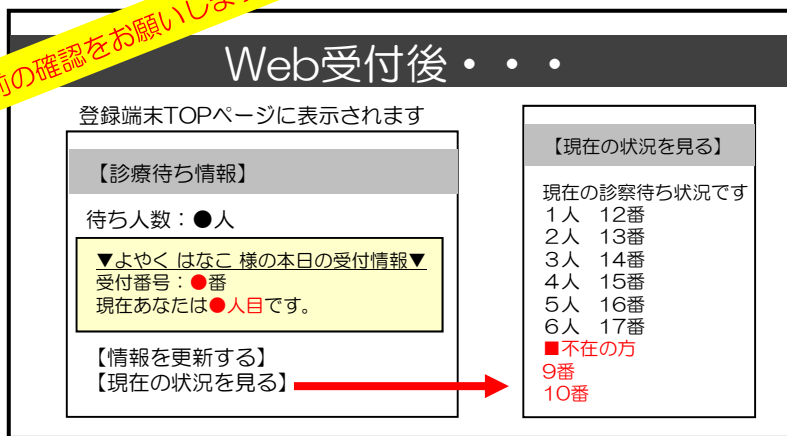 前の確認をお願いしま
Web受付後・・・
登録端末TOPページに表示されます
【診療待ち情報】
待ち人数：●人
▼よやく はなこ 様の本日の受付情報▼
受付番号：●番
現在あなたは●人目です。
【情報を更新する】
【現在の状況を見る】
【現在の状況を見る】
現在の診察待ち状況です
1人 12番
2人 13番
3人 14番
4人 15番
5人 16番
6人 17番
■不在の方
9番
10番